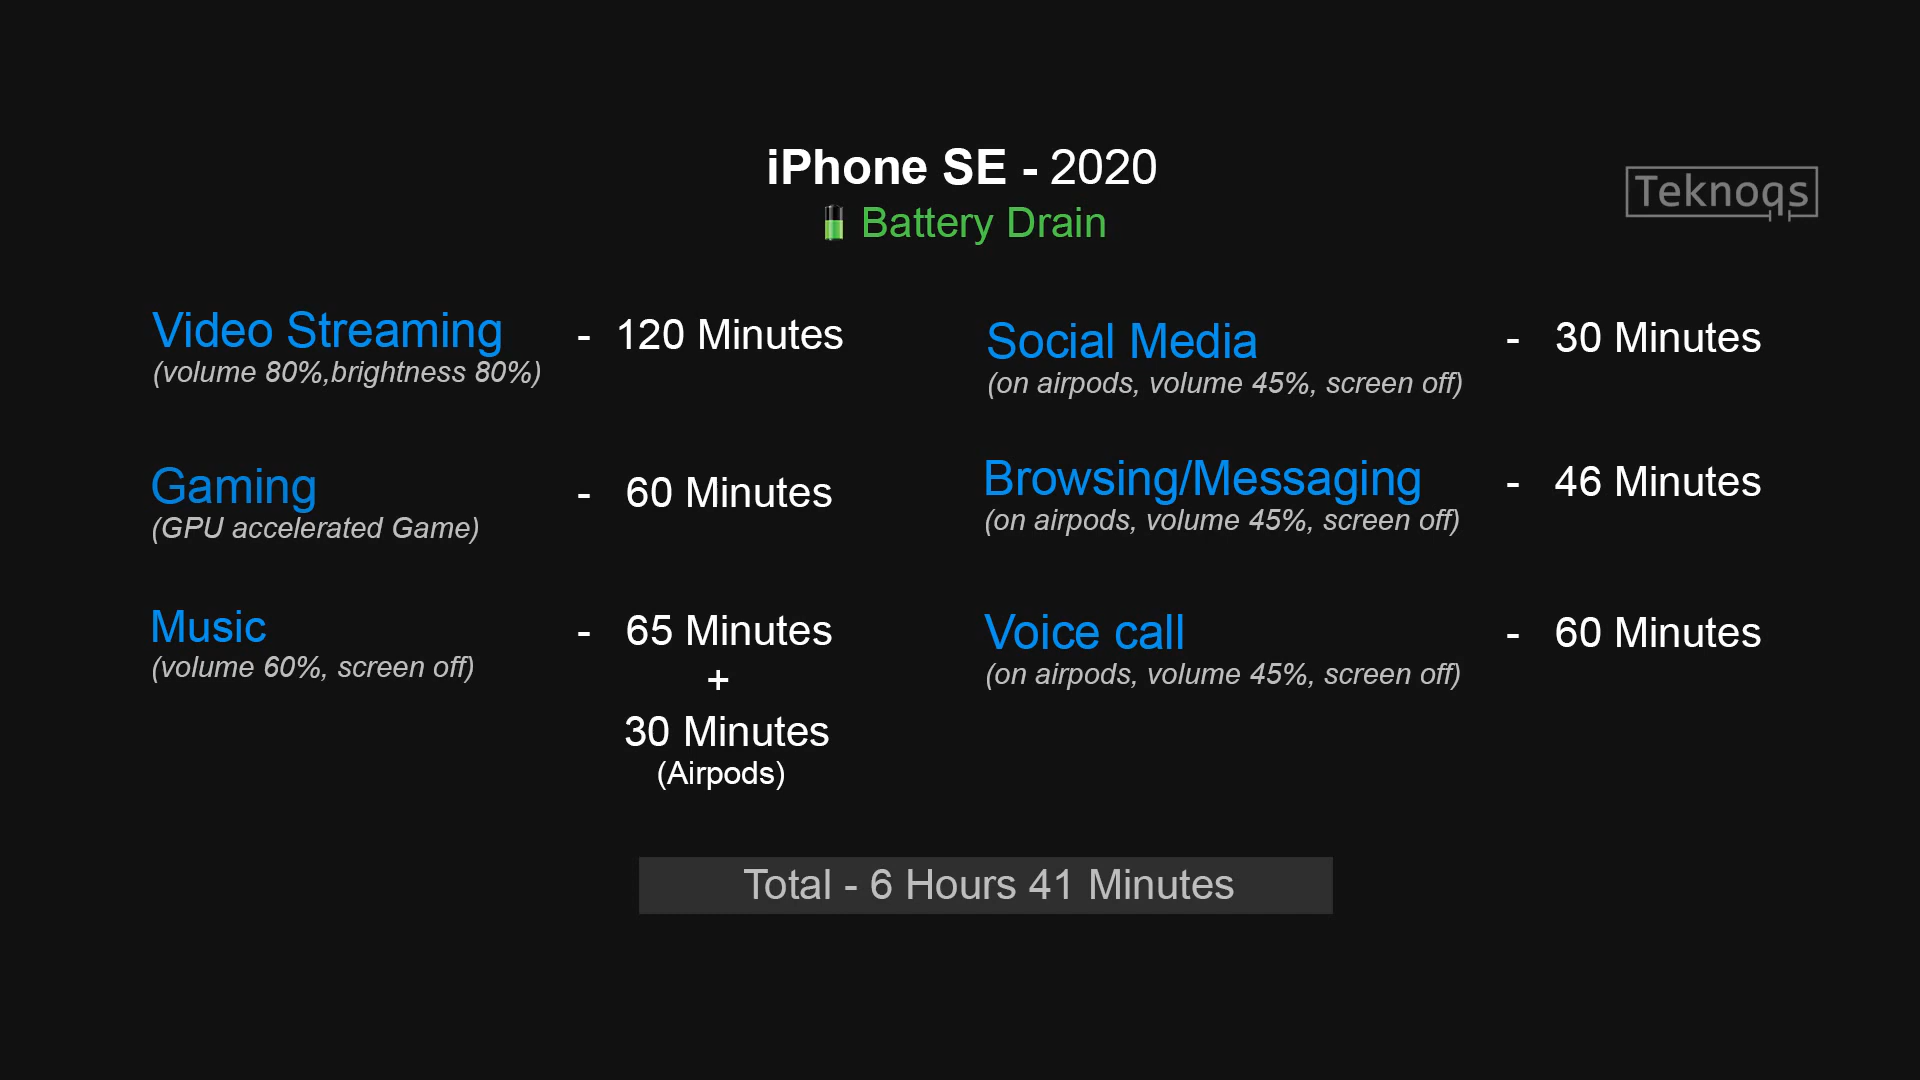 iPhone SE - 2020
Teknoqs
Battery Drain
Video Streaming - 120 Minutes
(volume 80%,brightness 80%)
Gaming - 60 Minutes
(GPU accelerated Game)
Music - 65 Minutes
(volume 60%, screen off)
+
30 Minutes
(Airpods)
Social Media - 30 Minutes
(on airpods, volume 45%, screen off)
Browsing/Messaging - 46 Minutes
(on airpods, volume 45%, screen off)
Voice call - 60 Minutes
(on airpods, volume 45%, screen off)
Total - 6 Hours 41 Minutes